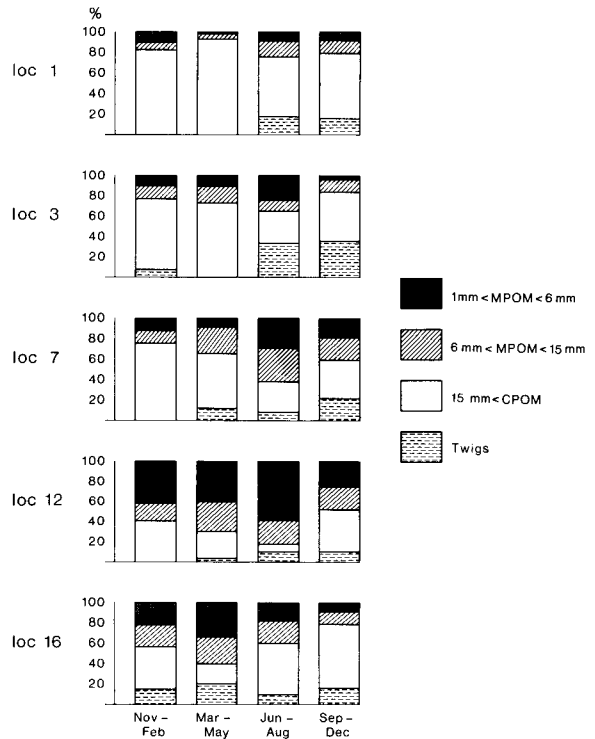 %
loc 1
100
80
60
40
20
loc 3
100
80
60
40
20
loc 7
100
80
60
40
20
loc 12
100
80
60
40
20
loc 16
100
80
60
40
20
Nov – Feb
Mar – May
Jun – Aug
Sep – Dec
1mm < MPOM < 6 mm
6 mm < MPOM < 15 mm
15 mm < CPOM
Twigs